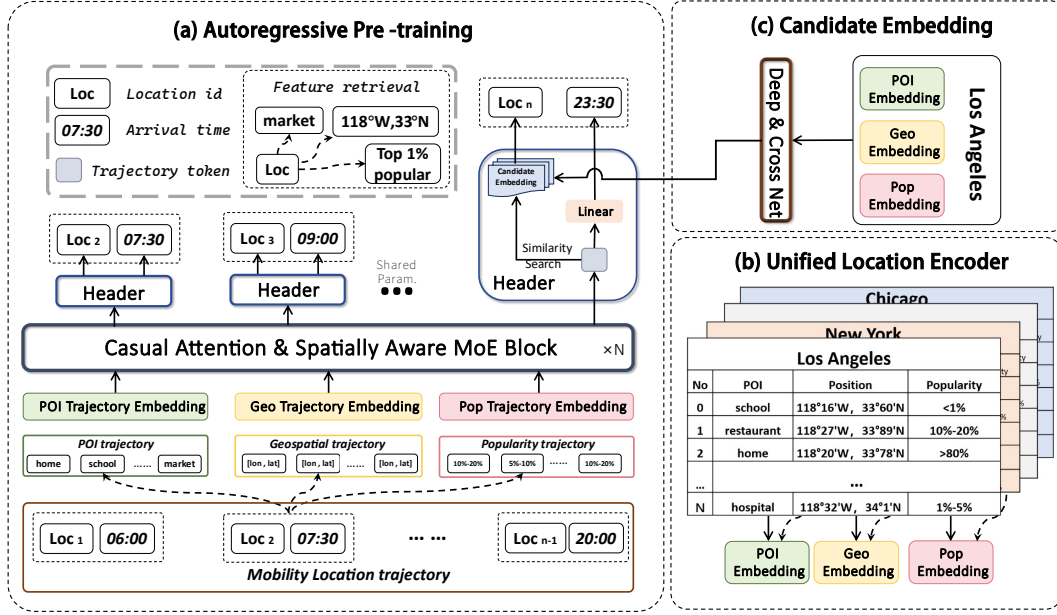 (a) Autoregressive Pre -training
Loc Location id
07:30 Arrival time
Trajectory token
Feature retrieval
market 118°W,33°N
Loc
Top 1%
popular
Loc n 23:30
Candidate
Embedding
Linear
Similarity
Search
Header
Loc 2 07:30
Loc 3 09:00
Header
Header
Shared
Param.
Casual Attention & Spatially Aware MoE Block ×N
POI Trajectory Embedding
Geo Trajectory Embedding
Pop Trajectory Embedding
POI trajectory
home school ...... market
Geospatial trajectory
[lon , lat] [lon , lat] ...... [lon , lat]
Popularity trajectory
10%-20% 5%-10% ...... 10%-20%
Loc 1 06:00
Loc 2 07:30
... ...
Loc n-1 20:00
Mobility Location trajectory
(c) Candidate Embedding
Deep & Cross Net
POI
Embedding
Geo
Embedding
Pop
Embedding
Los Angeles
(b) Unified Location Encoder
Chicago
New York
Los Angeles
No POI Position Popularity
0 school 118°16'W, 33°60'N <1%
1 restaurant 118°27'W, 33°89'N 10%-20%
2 home 118°20'W, 33°78'N >80%
... ...
N hospital 118°32'W, 34°1'N 1%-5%
POI
Embedding
Geo
Embedding
Pop
Embedding